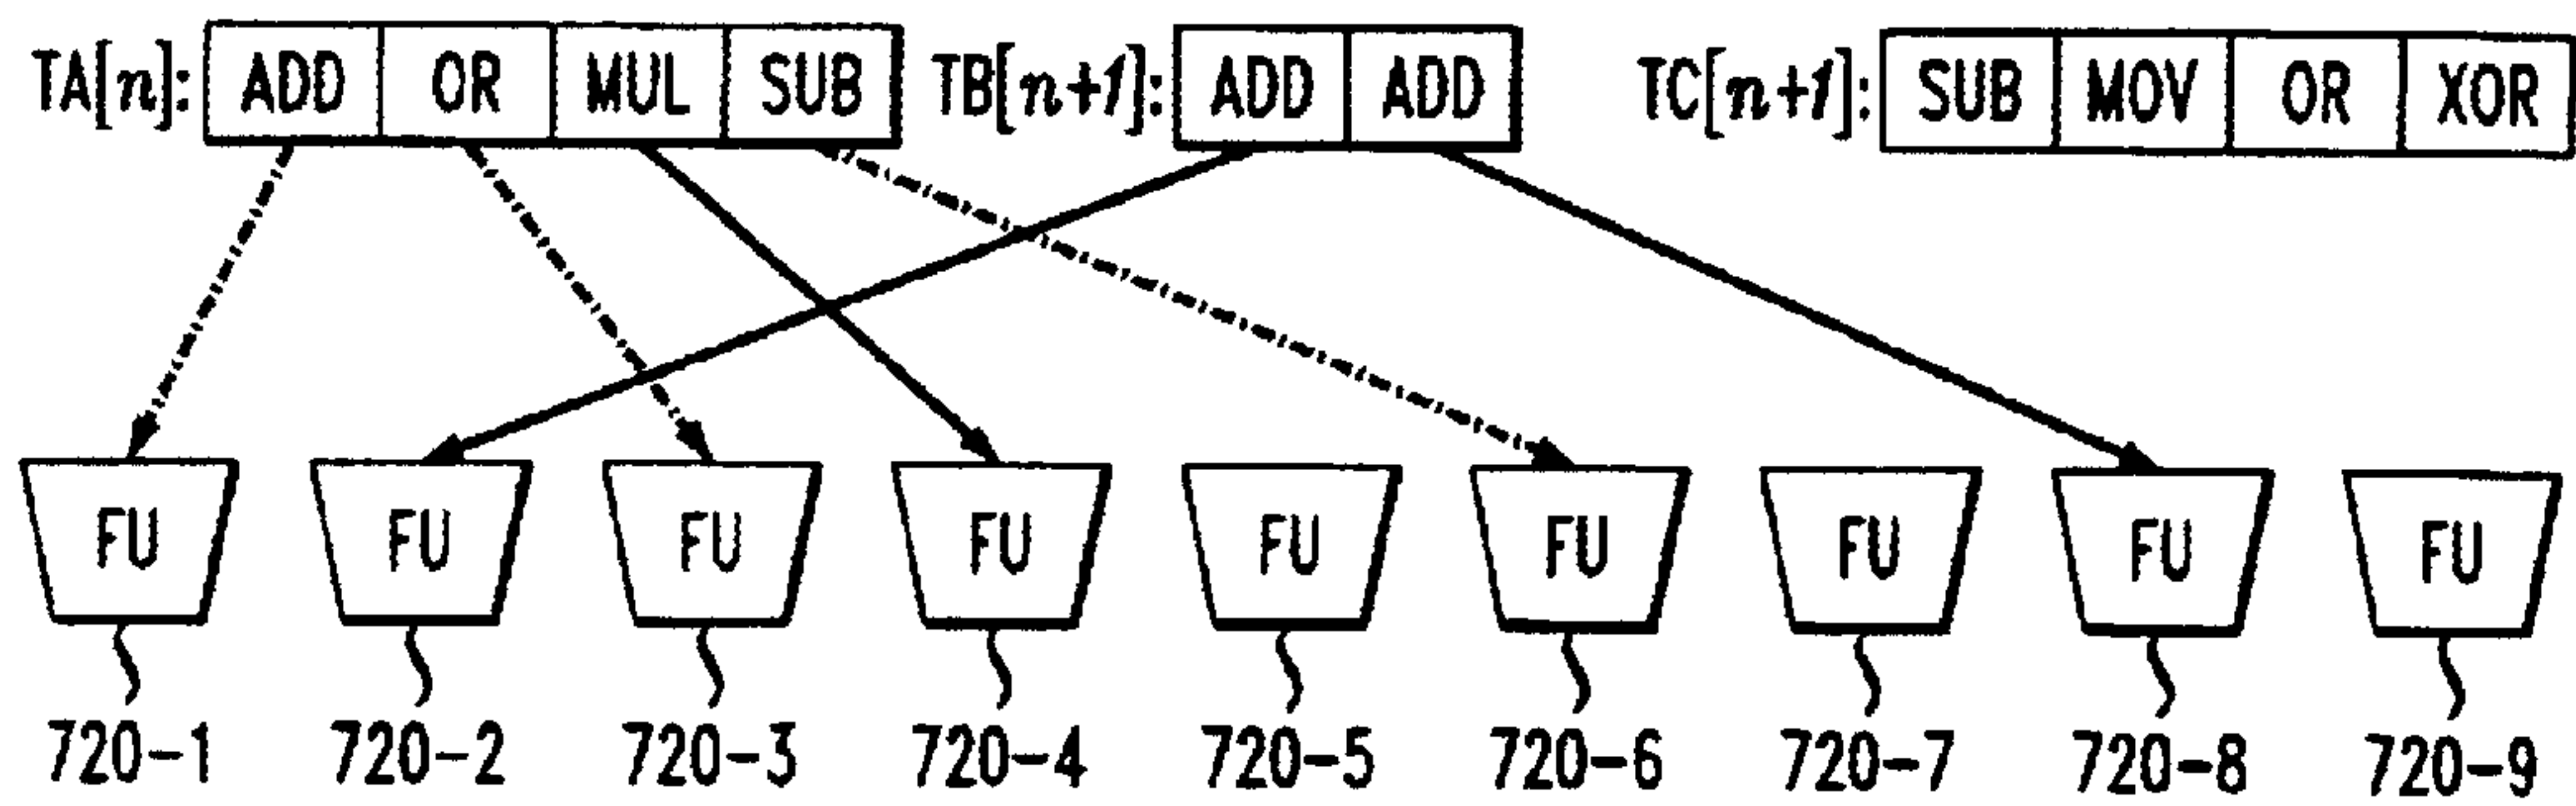 TA[n]: ADD OR MUL SUB TB[n+1]: ADD ADD TC[n+1]: SUB MOV OR XOR
FU FU FU FU FU FU FU FU FU
720-1 720-2 720-3 720-4 720-5 720-6 720-7 720-8 720-9